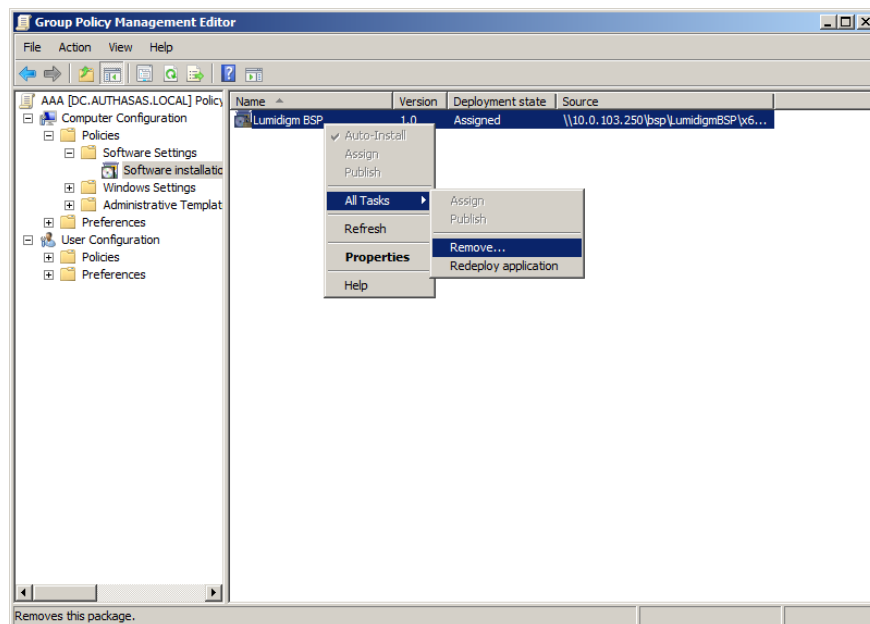 Group Policy Management Editor
File Action View Help
AAA [DC.AUTHASAS.LOCAL] Policy
Computer Configuration
Policies
Software Settings
Software installatic
Windows Settings
Administrative Templat
Preferences
User Configuration
Policies
Preferences
Name Version Deployment state Source
Lumidigm BSP 1.0 Assigned \\10.0.103.250\bsp\LumidigmBSP\x6...
Auto-Install
Assign
Publish
All Tasks
Refresh
Properties
Help
Assign
Publish
Remove...
Redeploy application
Removes this package.